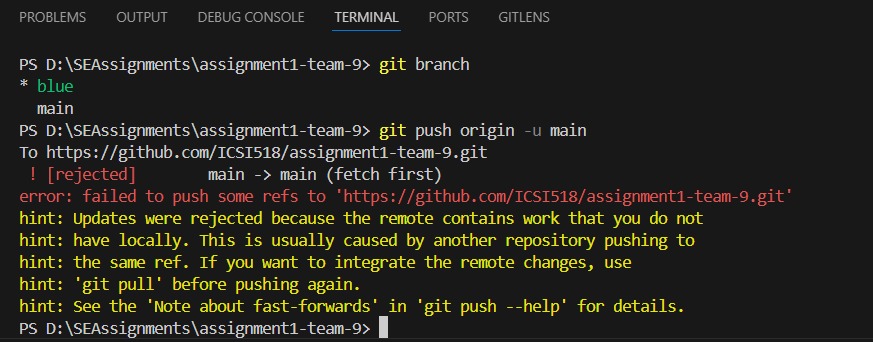 PROBLEMS OUTPUT DEBUG CONSOLE TERMINAL PORTS GITLENS
PS D:\SEAssignments\assignment1-team-9> git branch
* blue
  main
PS D:\SEAssignments\assignment1-team-9> git push origin -u main
To https://github.com/ICSI518/assignment1-team-9.git
 ! [rejected]        main -> main (fetch first)
error: failed to push some refs to 'https://github.com/ICSI518/assignment1-team-9.git'
hint: Updates were rejected because the remote contains work that you do not
hint: have locally. This is usually caused by another repository pushing to
hint: the same ref. If you want to integrate the remote changes, use
hint: 'git pull' before pushing again.
hint: See the 'Note about fast-forwards' in 'git push --help' for details.
PS D:\SEAssignments\assignment1-team-9>